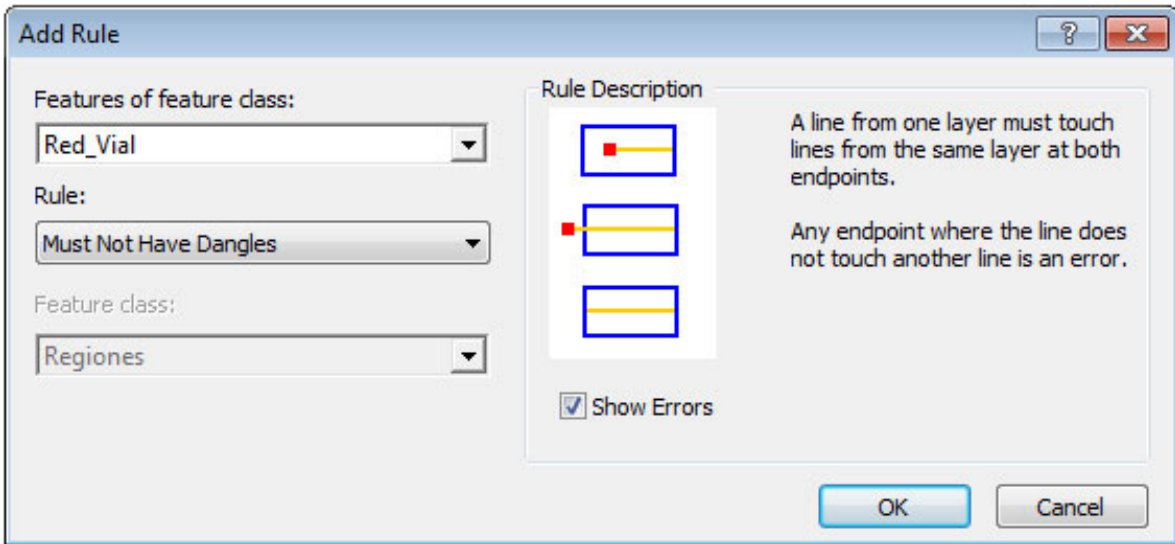 Add Rule
Features of feature class:
Red_Vial
Rule:
Must Not Have Dangles
Feature class:
Regiones
Rule Description
A line from one layer must touch
lines from the same layer at both
endpoints.
Any endpoint where the line does
not touch another line is an error.
Show Errors
OK
Cancel